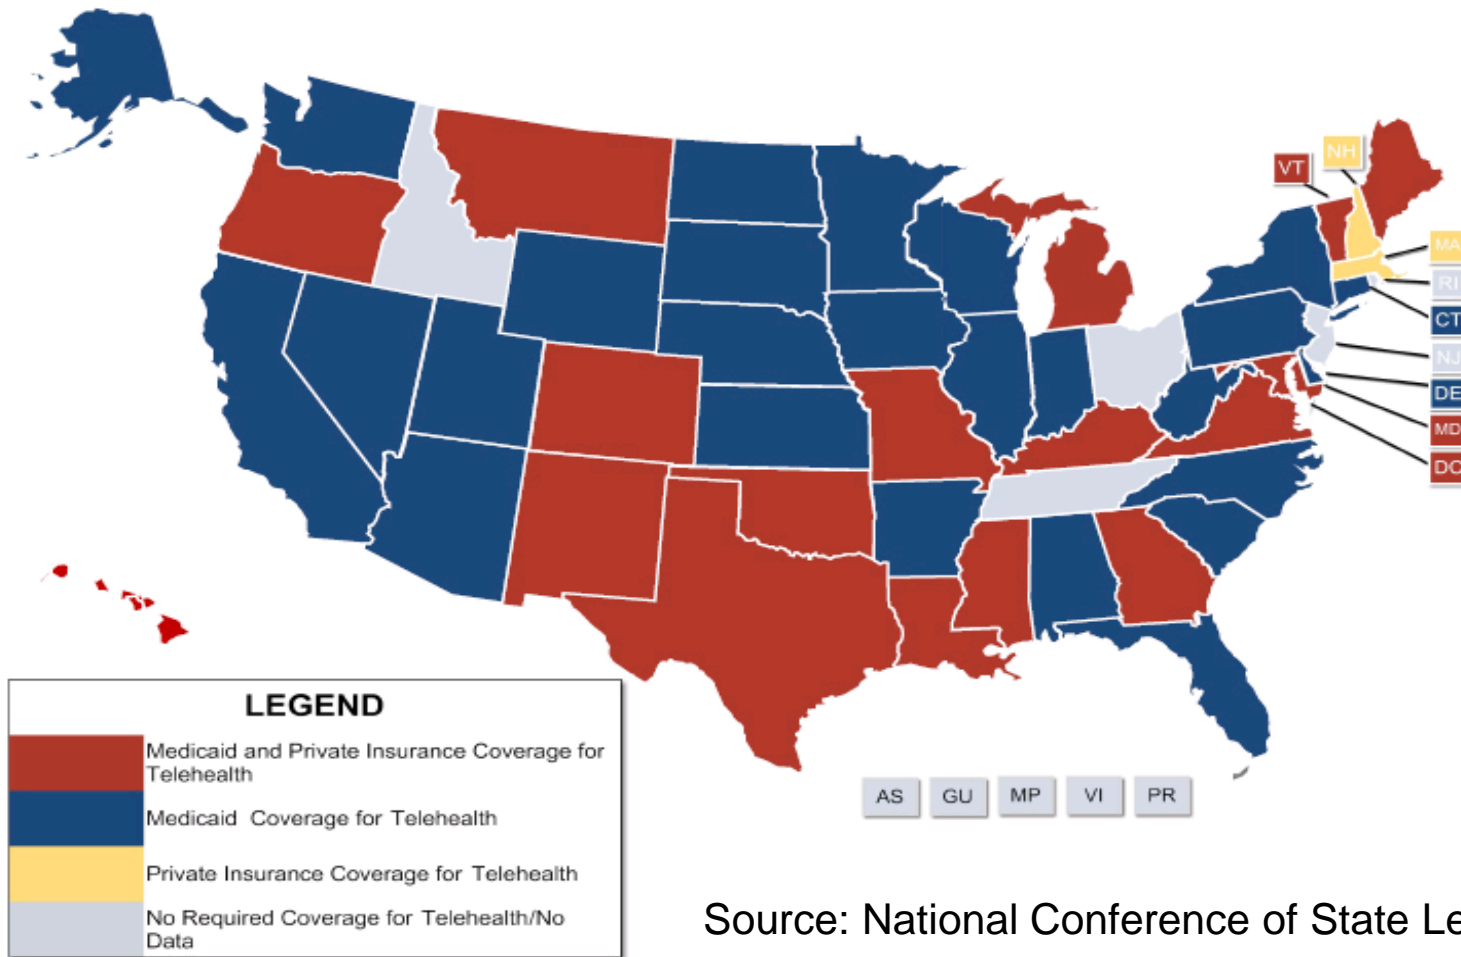 NH
VT
MA
RI
CT
NJ
DE
MD
DC
LEGEND
Medicaid and Private Insurance Coverage for
Telehealth
Medicaid Coverage for Telehealth
Private Insurance Coverage for Telehealth
No Required Coverage for Telehealth/No
Data
AS GU MP VI PR
Source: National Conference of State Le